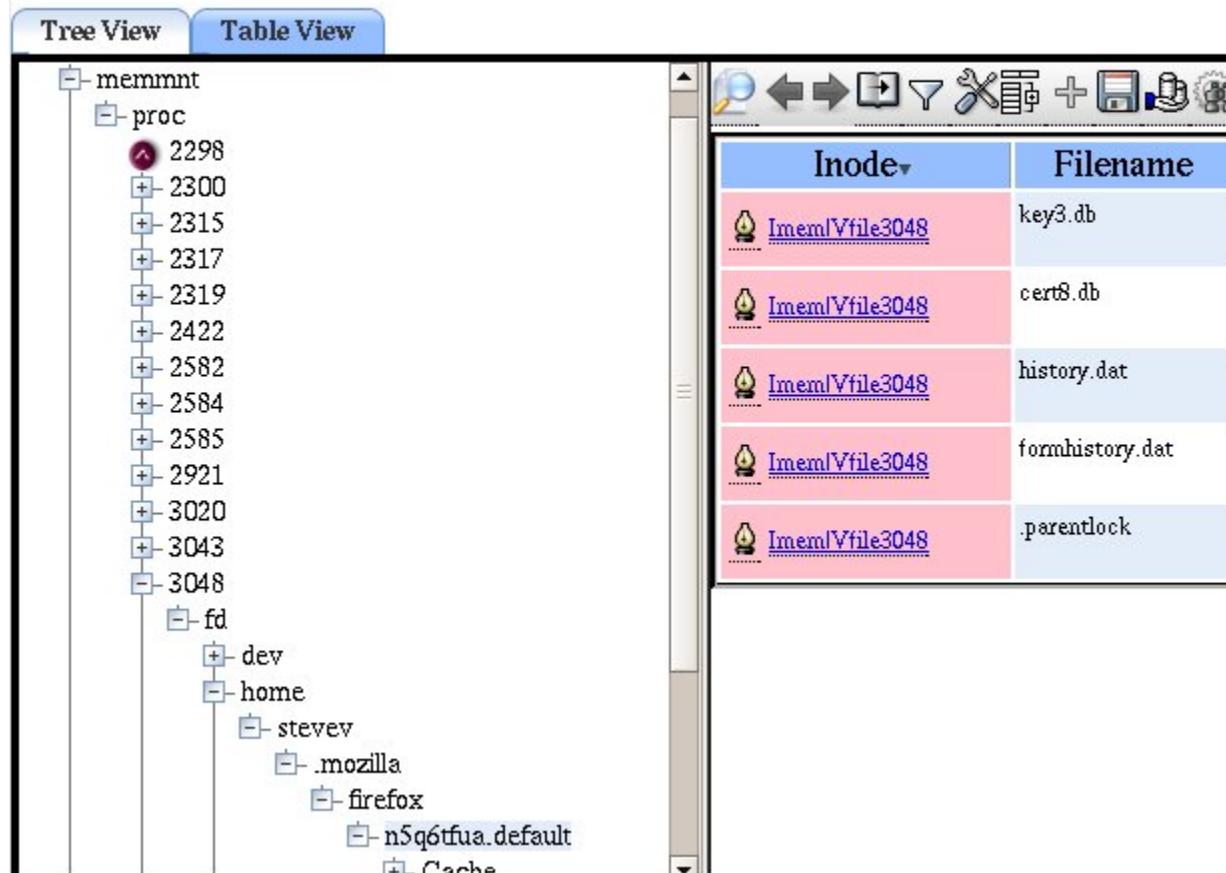 Tree View Table View
memmnt
proc
2298
2300
2315
2317
2319
2422
2582
2584
2585
2921
3020
3043
3048
fd
dev
home
stevev
.mozilla
firefox
n5q6tfua.default
Cache
Inode Filename
Imem|Vfile3048 key3.db
Imem|Vfile3048 cert8.db
Imem|Vfile3048 history.dat
Imem|Vfile3048 formhistory.dat
Imem|Vfile3048 .parentlock